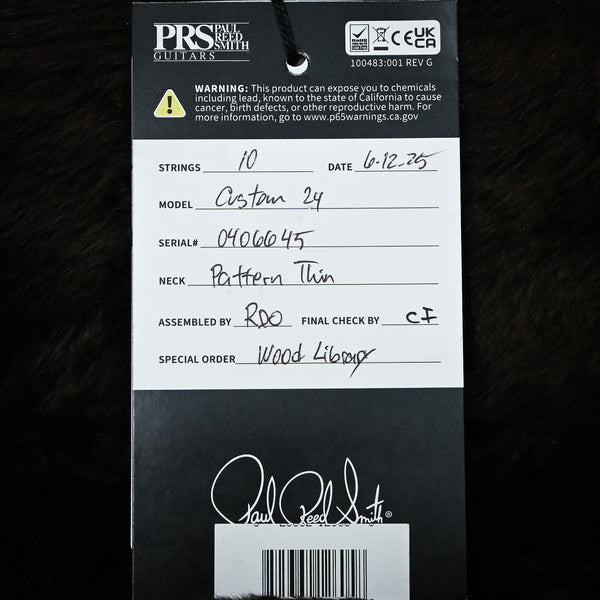 PRS PAUL REED SMITH
GUITARS
CE UK CA
100483:001 REV G
WARNING: This product can expose you to chemicals
including lead, known to the state of California to cause
cancer, birth defects, or other reproductive harm. For
more information, go to www.p65warnings.ca.gov
STRINGS 10 DATE 6-12-25
MODEL Custom 24
SERIAL# 0406645
NECK Pattern Thin
ASSEMBLED BY RDO FINAL CHECK BY CI
SPECIAL ORDER Wood Library
Paul Reed Smith®